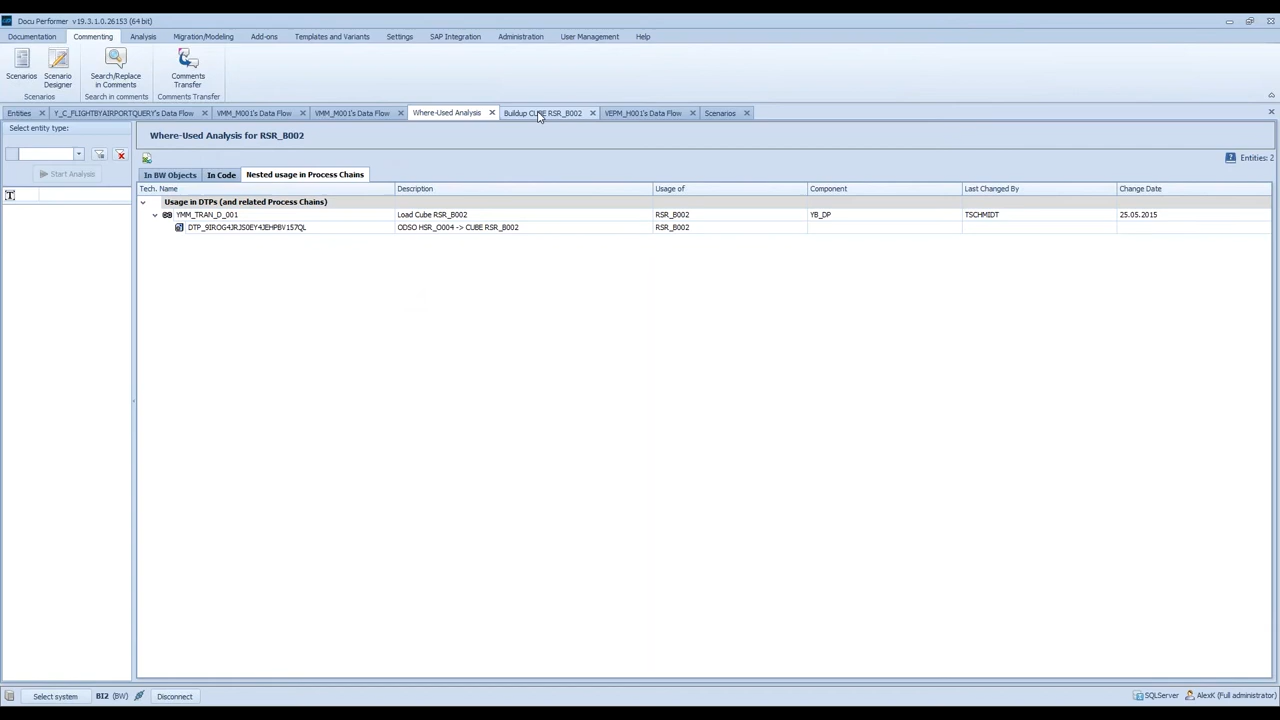 Docu Performer v19.3.1.0.26153 (64 bit)
Documentation Commenting Analysis Migration/Modeling Add-ons Templates and Variants Settings SAP Integration Administration User Management Help
Scenarios Scenario Designer Search/Replace in Comments Comments Transfer
Scenarios Search in comments Comments Transfer
Entities Y_C_FLIGHTBYAIRPORTQUERY's Data Flow VMM_M001's Data Flow VMM_M001's Data Flow Where-Used Analysis Buildup CUBE RSR_B002 VEPM_H001's Data Flow Scenarios
Select entity type:
Start Analysis
Where-Used Analysis for RSR_B002
Entities: 2
In BW Objects In Code Nested usage in Process Chains
Tech. Name Description Usage of Component Last Changed By Change Date
Usage in DTPs (and related Process Chains)
YMM_TRAN_D_001 Load Cube RSR_B002 RSR_B002 YB_DP TSCHMIDT 25.05.2015
DTP_9IROG4JRJS0EY4JEHPBV157QL ODSO HSR_O004 -> CUBE RSR_B002 RSR_B002
Select system BI2 (BW) Disconnect SQLServer AlexK (Full administrator)